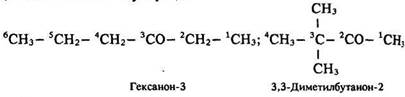 CH₃
⁶CH₃ – ⁵CH₂ – ⁴CH₂ – ³CO – ²CH₂ – ¹CH₃; ⁴CH₃ – ³C – ²CO – ¹CH₃
CH₃
Гексанон-3 3,3-Диметилбутанон-2